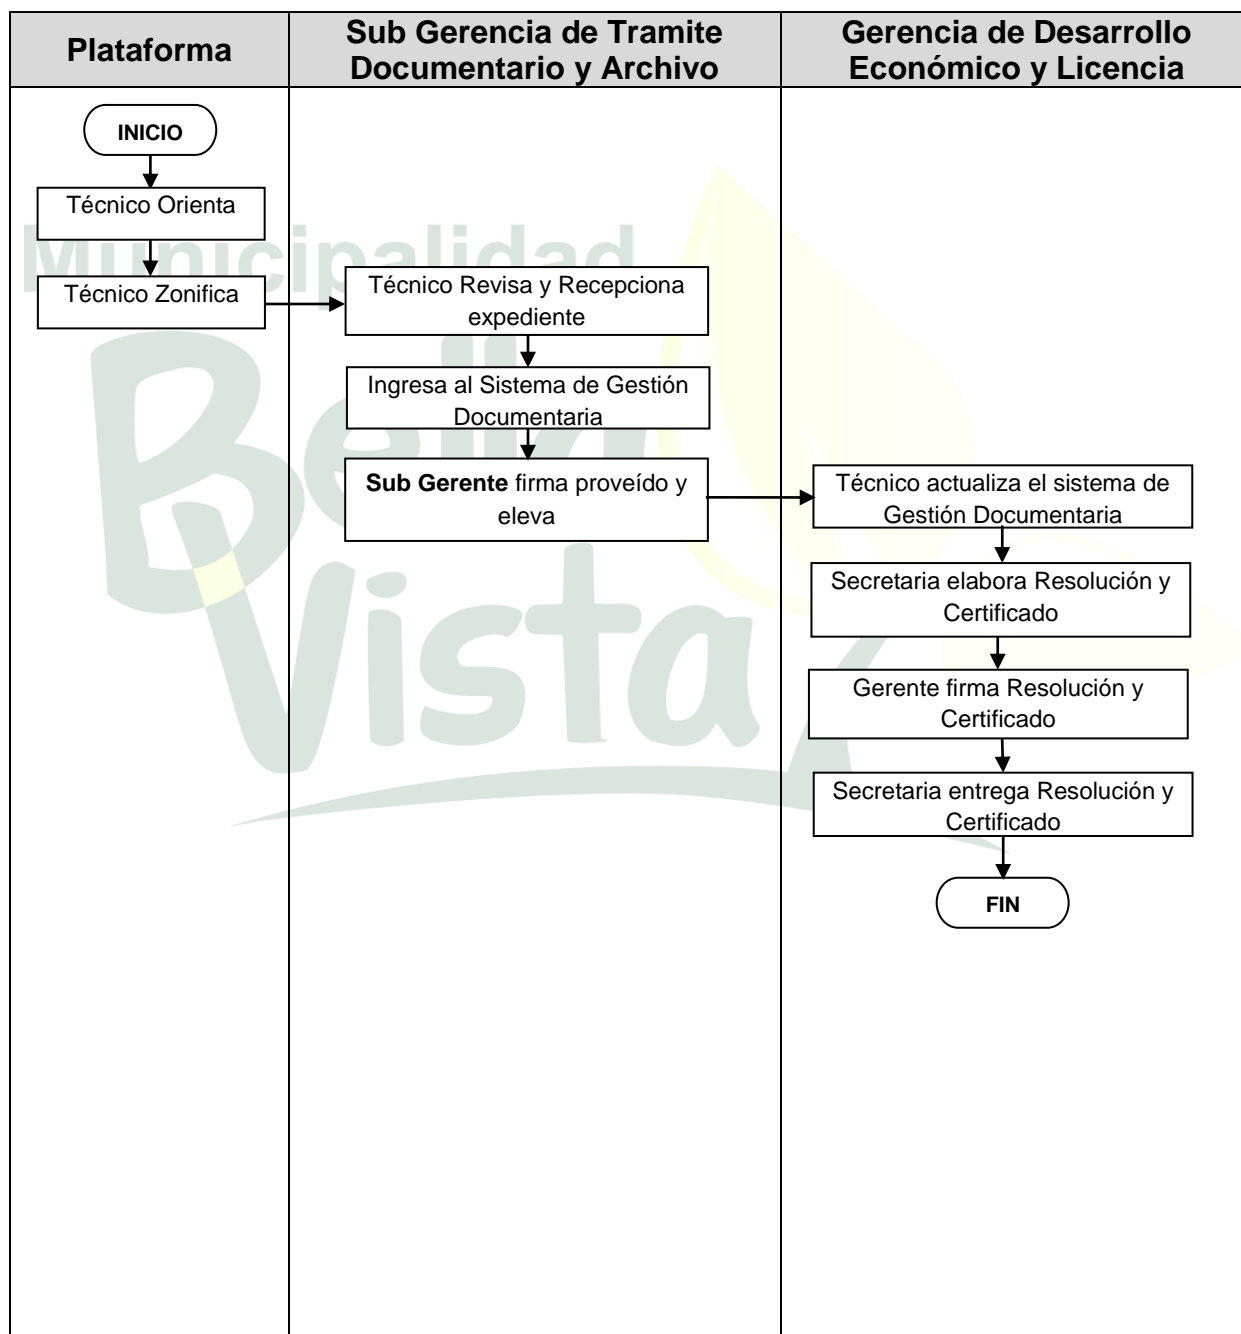 Plataforma
Sub Gerencia de Tramite
Documentario y Archivo
Gerencia de Desarrollo
Económico y Licencia
INICIO
Técnico Orienta
Técnico Zonifica
Técnico Revisa y Recepciona
expediente
Ingresa al Sistema de Gestión
Documentaria
Sub Gerente firma proveído y
eleva
Técnico actualiza el sistema de
Gestión Documentaria
Secretaria elabora Resolución y
Certificado
Gerente firma Resolución y
Certificado
Secretaria entrega Resolución y
Certificado
FIN
Municipalidad
Bella
Vista